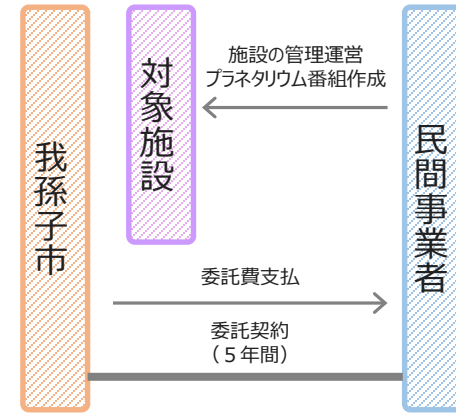 我孫子市
対象施設
施設の管理運営
プラネタリウム番組作成
民間事業者
委託費支払
委託契約
（５年間）